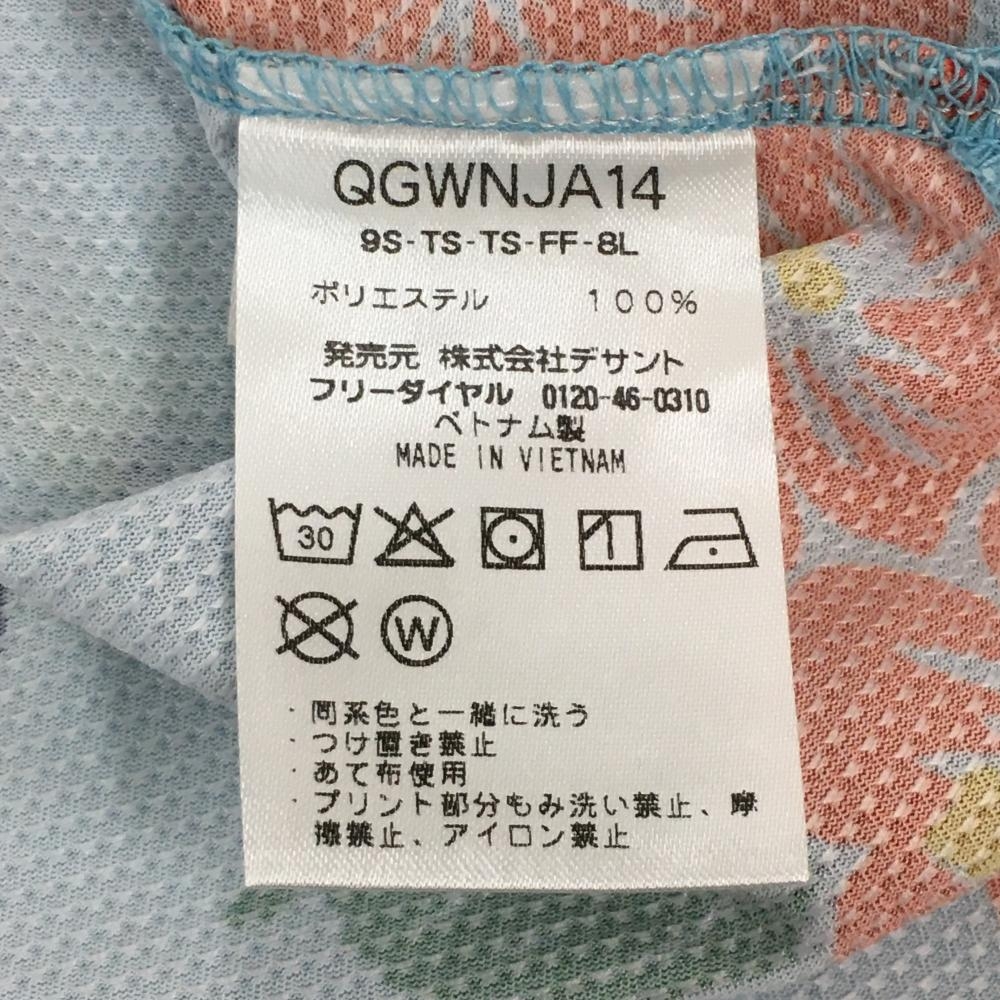 QGWNJA14
9S-TS-TS-FF-8L
ポリエステル 100%
発売元 株式会社デサント
フリーダイヤル 0120-46-0310
ベトナム製
MADE IN VIETNAM
30
W
・同系色と一緒に洗う
・つけ置き禁止
・あて布使用
・プリント部分もみ洗い禁止、摩
擦禁止、アイロン禁止